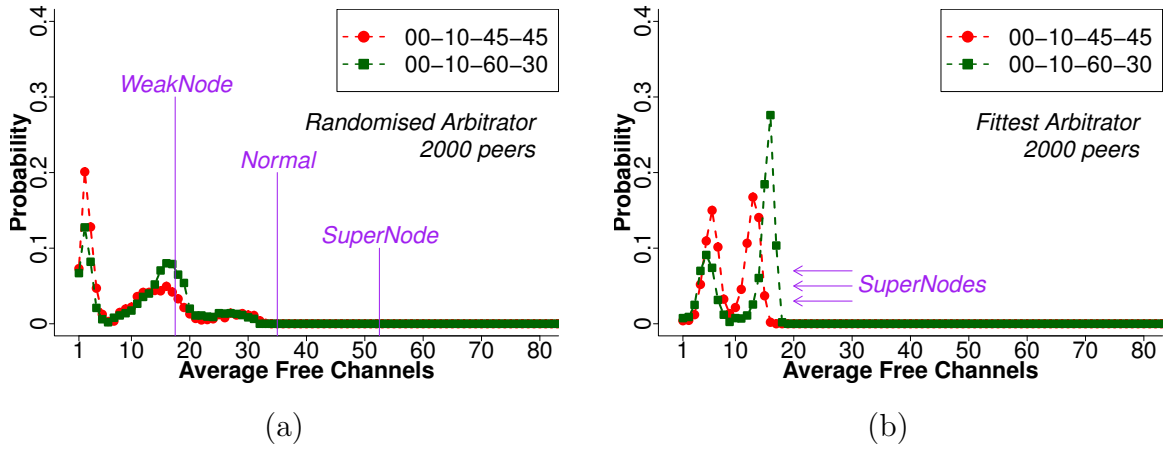 00−10−45−45
00−10−60−30
WeakNode
Randomised Arbitrator
2000 peers
Normal
SuperNode
Probability
0 0.1 0.2 0.3 0.4
1 10 20 30 40 50 60 70 80
Average Free Channels
(a)
00−10−45−45
00−10−60−30
Fittest Arbitrator
2000 peers
SuperNodes
Probability
0 0.1 0.2 0.3 0.4
1 10 20 30 40 50 60 70 80
Average Free Channels
(b)